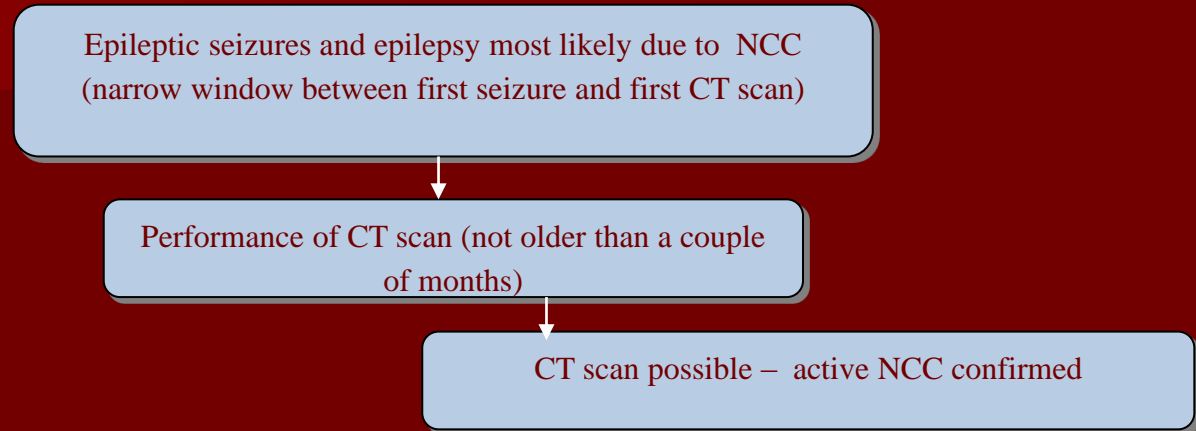 Epileptic seizures and epilepsy most likely due to NCC
(narrow window between first seizure and first CT scan)
Performance of CT scan (not older than a couple
of months)
CT scan possible – active NCC confirmed